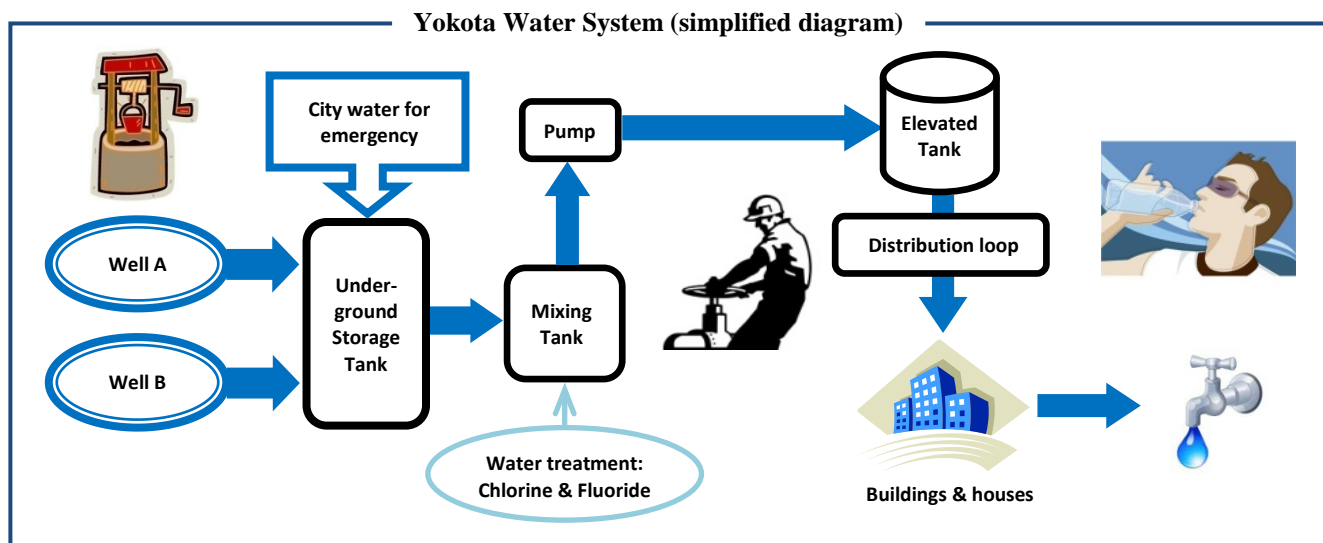 Yokota Water System (simplified diagram)
City water for
emergency
Pump
Elevated
Tank
Well A
Distribution loop
Under-
ground
Storage
Tank
Mixing
Tank
Well B
Water treatment:
Chlorine & Fluoride
Buildings & houses